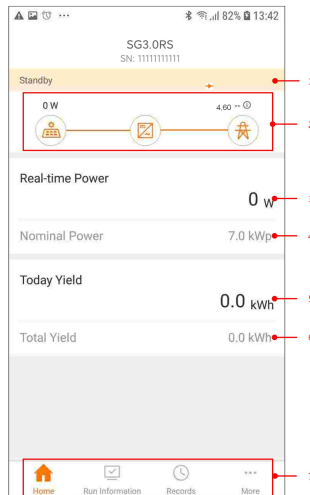 82% 13:42
SG3.0RS
SN: 11111111111
Standby
0 W
4.60 -- 
Real-time Power
0 W
Nominal Power 7.0 kWp
4
Today Yield
0.0 kWh
Total Yield 0.0 kWh
Home Run Information Records More